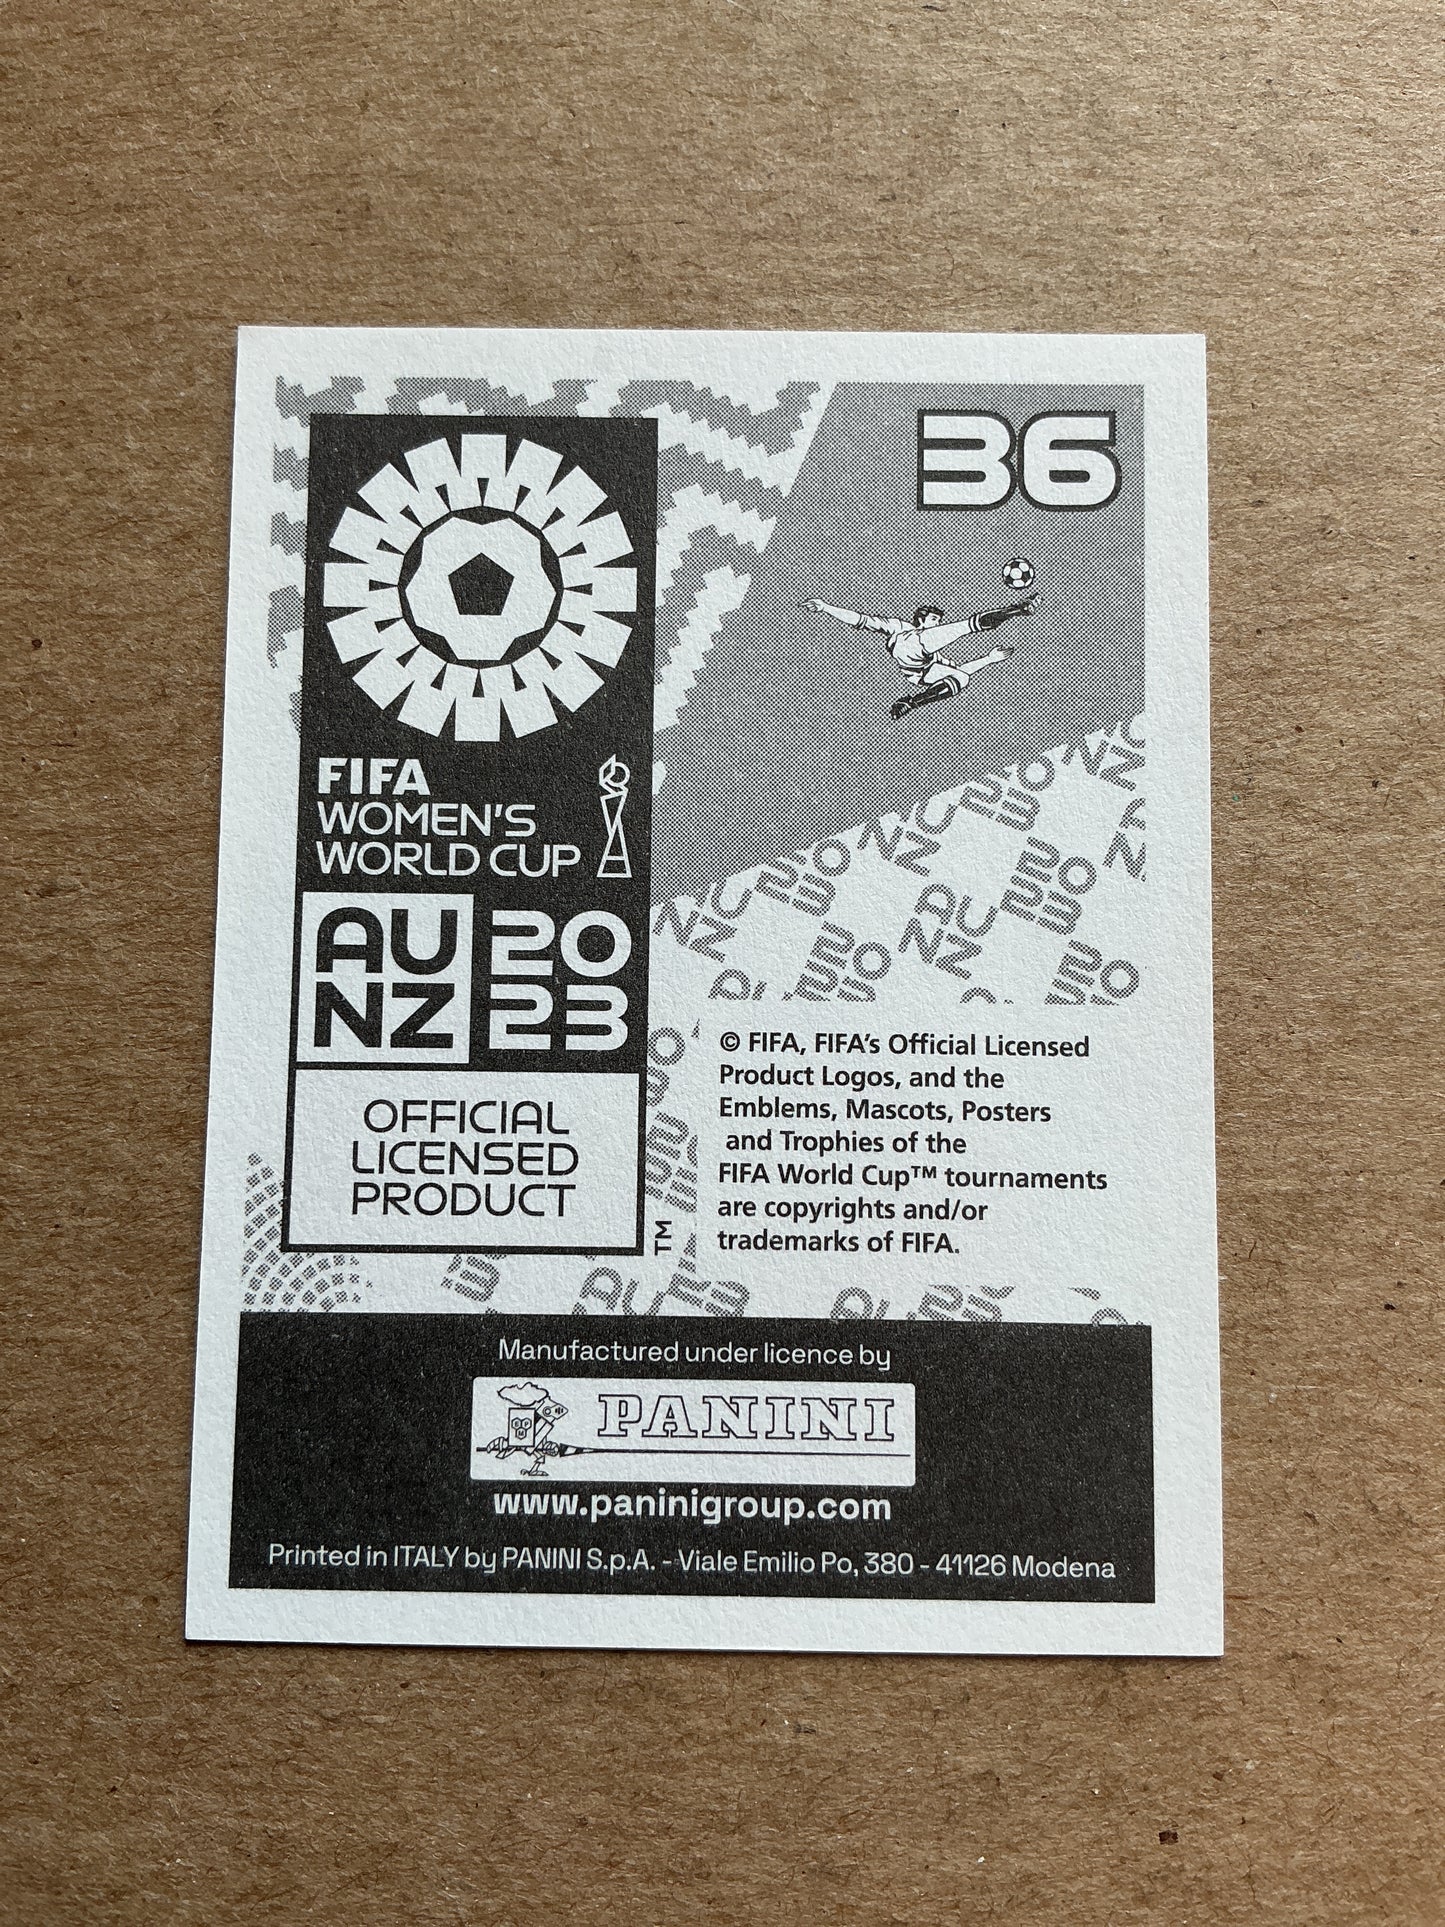 36
FIFA
WOMEN'S
WORLD CUP
AU 20
NZ 23
OFFICIAL
LICENSED
PRODUCT
TM
© FIFA, FIFA's Official Licensed
Product Logos, and the
Emblems, Mascots, Posters
and Trophies of the
FIFA World Cup™ tournaments
are copyrights and/or
trademarks of FIFA.
Manufactured under licence by
PANINI
www.paninigroup.com
Printed in ITALY by PANINI S.p.A. - Viale Emilio Po, 380 - 41126 Modena